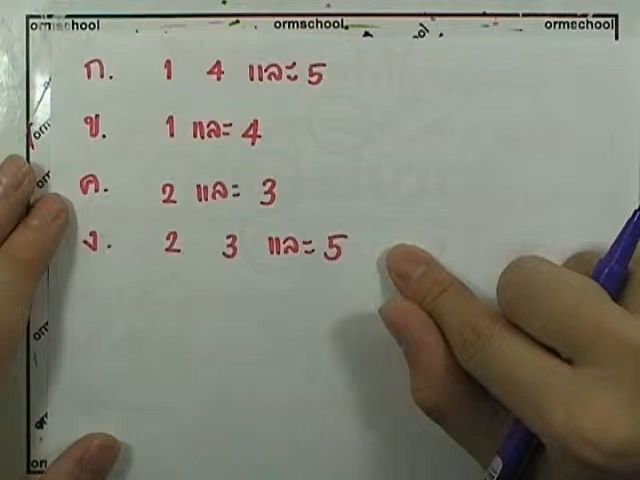 ormschool ormschool ormschool
ก. 1 4 และ 5
ข. 1 และ 4
ค. 2 และ 3
ง. 2 3 และ 5